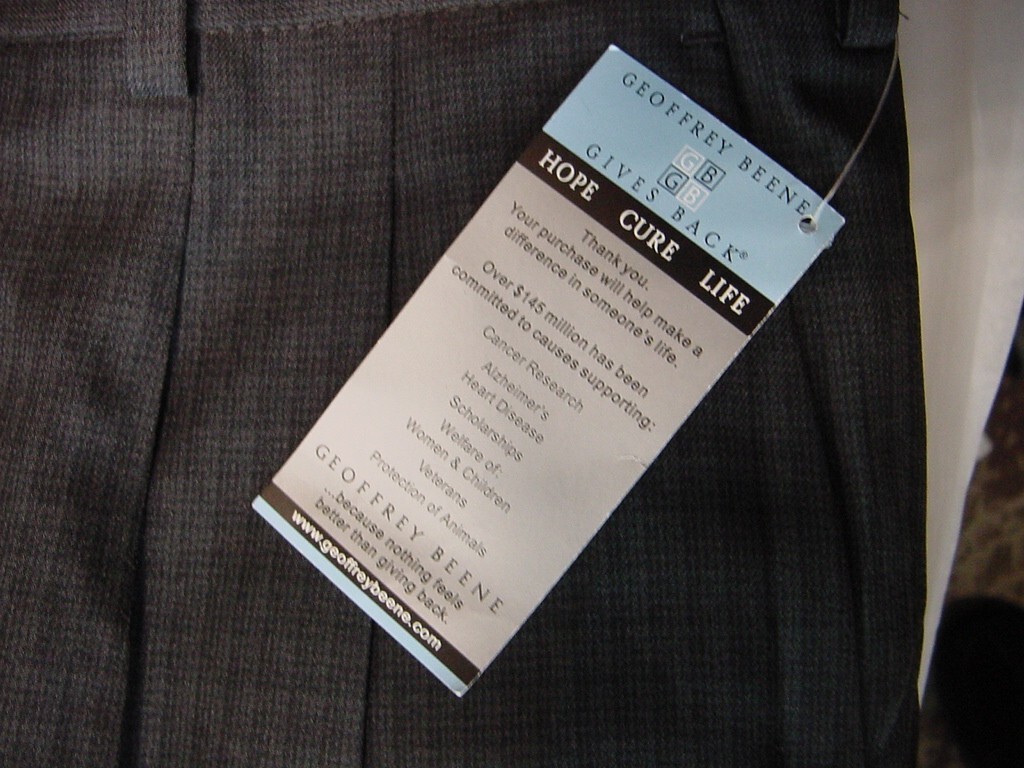 GEOFFREY BEENE
GB
GB
GIVES BACK®
HOPE CURE LIFE
Thank you.
Your purchase will help make a
difference in someone's life.
Over $145 million has been
committed to causes supporting:
Cancer Research
Alzheimer's
Heart Disease
Scholarships
Welfare of:
Women & Children
Veterans
Protection of Animals
GEOFFREY BEENE
...because nothing feels
better than giving back.
www.geoffreybeene.com